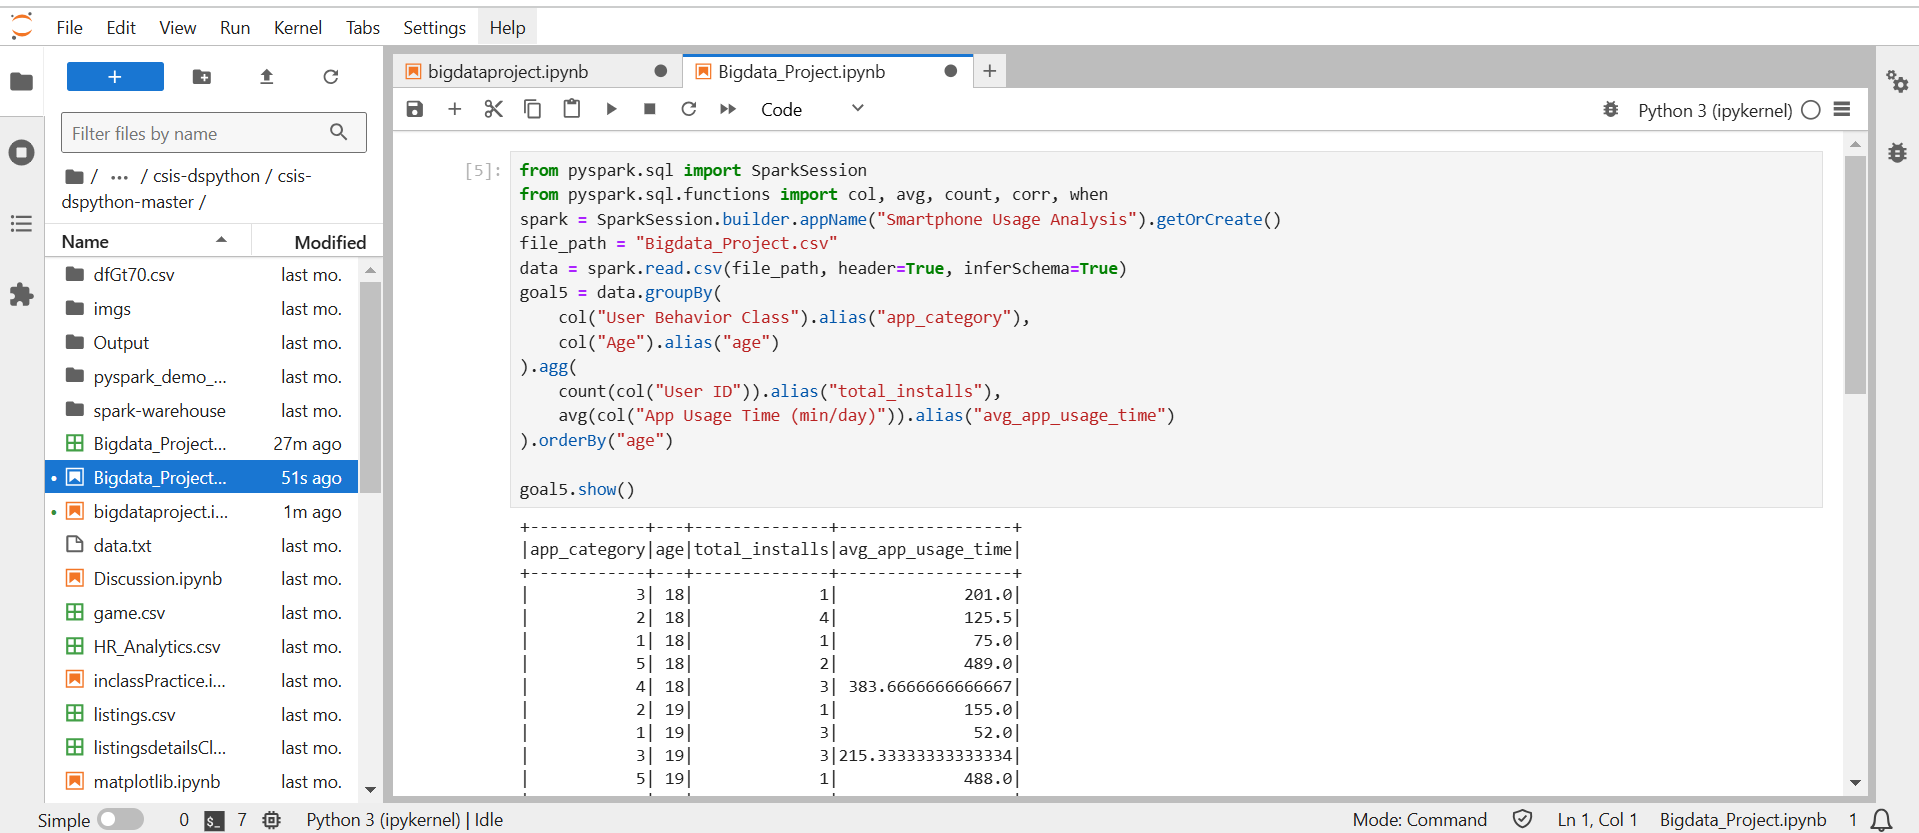 File Edit View Run Kernel Tabs Settings Help
+
Filter files by name
/ ··· / csis-dspython / csis-
dspython-master /
Name Modified
dfGt70.csv last mo.
imgs last mo.
Output last mo.
pyspark_demo_... last mo.
spark-warehouse last mo.
Bigdata_Project... 27m ago
Bigdata_Project... 51s ago
bigdataproject.i... 1m ago
data.txt last mo.
Discussion.ipynb last mo.
game.csv last mo.
HR_Analytics.csv last mo.
inclassPractice.i... last mo.
listings.csv last mo.
listingsdetailsCl... last mo.
matplotlib.ipynb last mo.
bigdataproject.ipynb Bigdata_Project.ipynb +
Code Python 3 (ipykernel)
[5]:
from pyspark.sql import SparkSession
from pyspark.sql.functions import col, avg, count, corr, when
spark = SparkSession.builder.appName("Smartphone Usage Analysis").getOrCreate()
file_path = "Bigdata_Project.csv"
data = spark.read.csv(file_path, header=True, inferSchema=True)
goal5 = data.groupBy(
    col("User Behavior Class").alias("app_category"),
    col("Age").alias("age")
).agg(
    count(col("User ID")).alias("total_installs"),
    avg(col("App Usage Time (min/day)")).alias("avg_app_usage_time")
).orderBy("age")
goal5.show()
+------------+---+--------------+------------------+
|app_category|age|total_installs|avg_app_usage_time|
+------------+---+--------------+------------------+
|           3| 18|             1|             201.0|
|           2| 18|             4|             125.5|
|           1| 18|             1|              75.0|
|           5| 18|             2|             489.0|
|           4| 18|             3| 383.6666666666667|
|           2| 19|             1|             155.0|
|           1| 19|             3|              52.0|
|           3| 19|             3|215.33333333333334|
|           5| 19|             1|             488.0|
Simple 0 $_ 7 Python 3 (ipykernel) | Idle Mode: Command Ln 1, Col 1 Bigdata_Project.ipynb 1